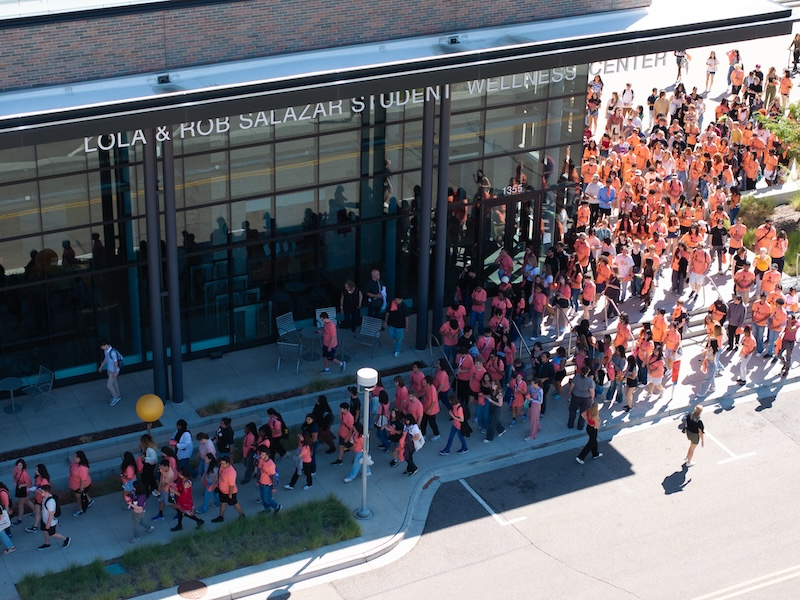 LOLA & ROB SALAZAR STUDENT WELLNESS CENTER
1355